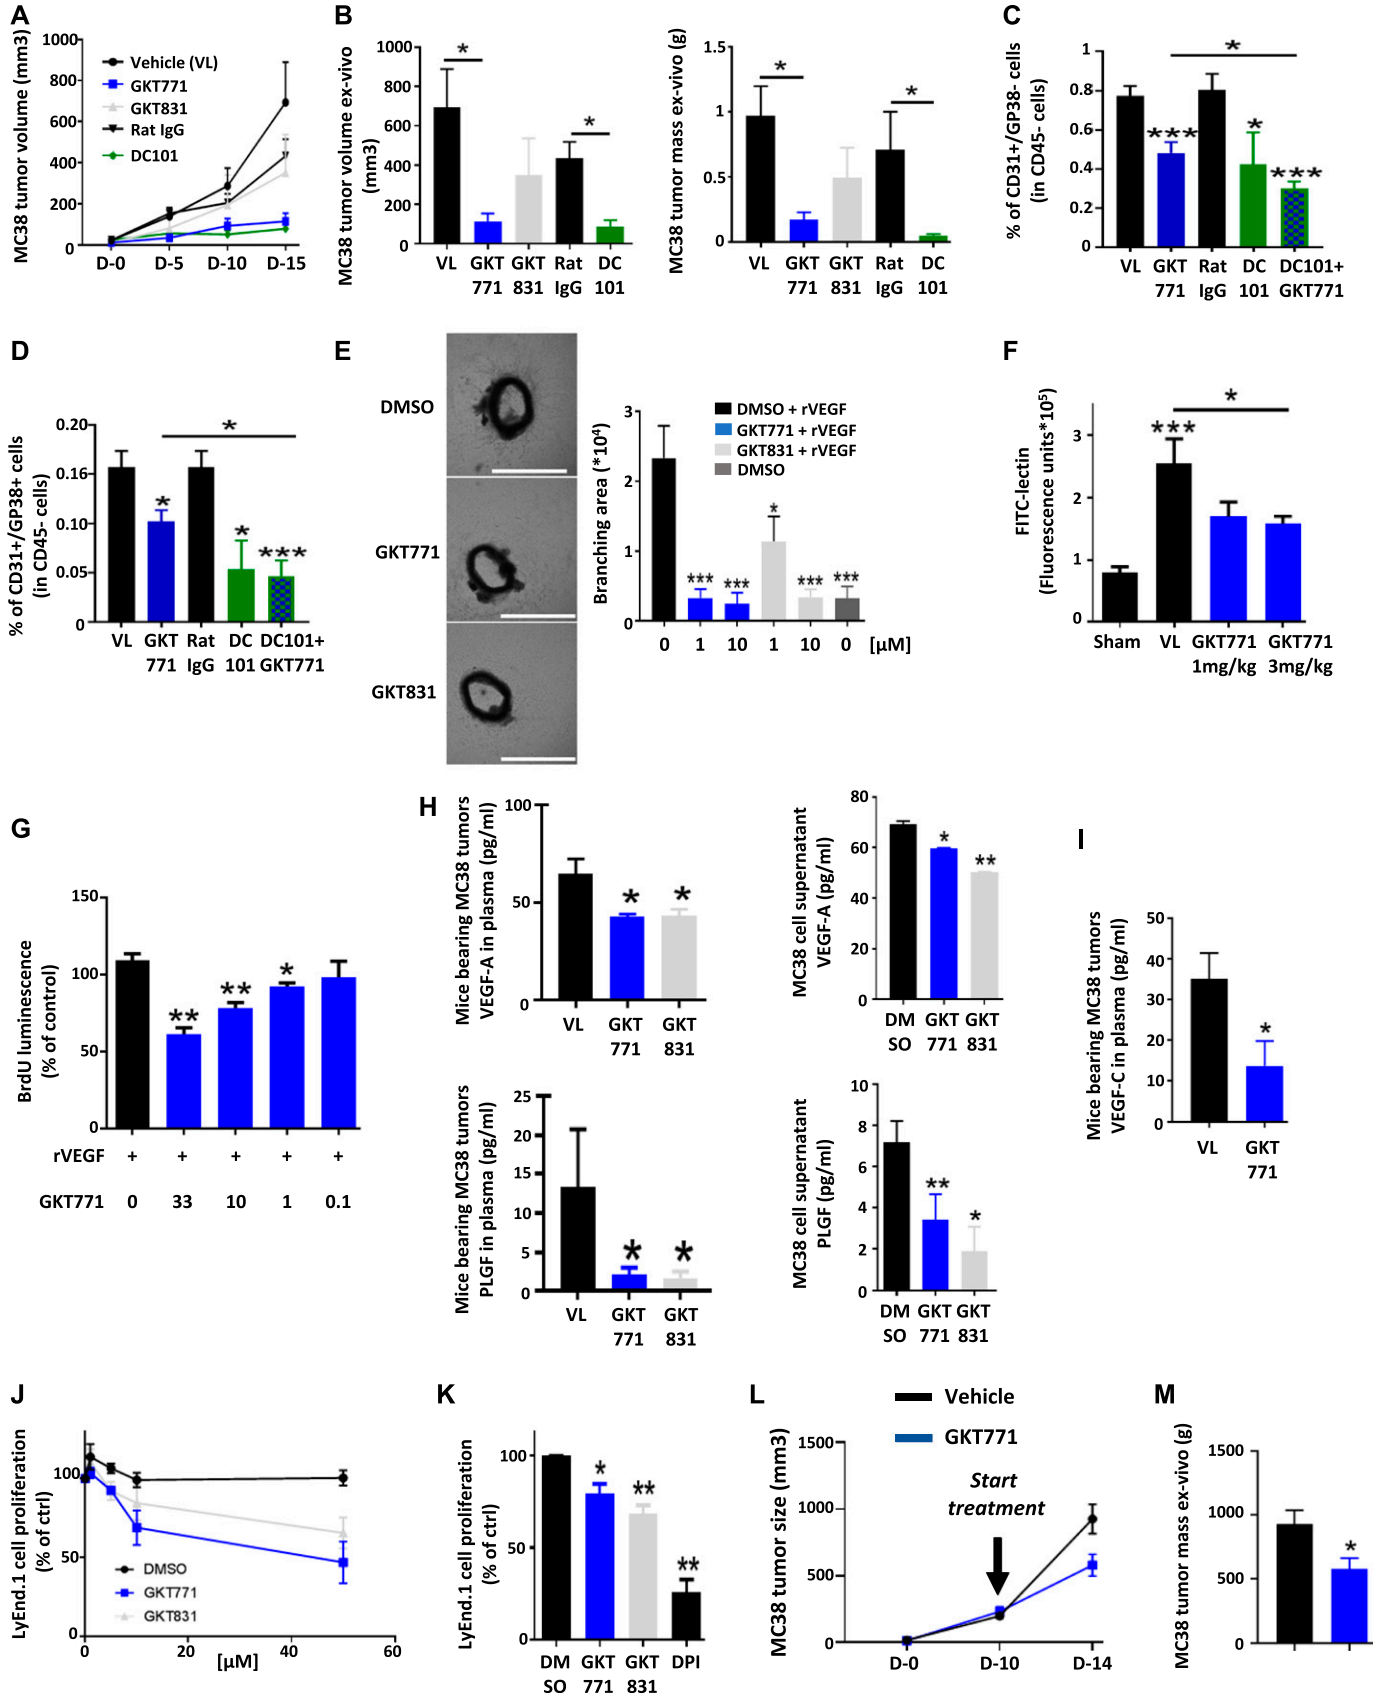 A
MC38 tumor volume (mm3)
1000
800
600
400
200
0
D-0 D-5 D-10 D-15
Vehicle (VL)
GKT771
GKT831
Rat IgG
DC101
B
MC38 tumor volume ex-vivo
(mm3)
1000
800
600
400
200
0
*
*
VL GKT GKT Rat DC
771 831 IgG 101
MC38 tumor mass ex-vivo (g)
1.5
1
0.5
0
*
*
VL GKT GKT Rat DC
771 831 IgG 101
C
% of CD31+/GP38- cells
(in CD45- cells)
1
0.8
0.6
0.4
0.2
0
*
***
*
***
VL GKT Rat DC DC101+
771 IgG 101 GKT771
D
% of CD31+/GP38+ cells
(in CD45- cells)
0.20
0.16
0.10
0.05
0
*
*
*
***
VL GKT Rat DC DC101+
771 IgG 101 GKT771
E
DMSO
GKT771
GKT831
Branching area (*10⁴)
3
2
1
0
DMSO + rVEGF
GKT771 + rVEGF
GKT831 + rVEGF
DMSO
*** *** * *** ***
0 1 10 1 10 0 [µM]
F
FITC-lectin
(Fluorescence units*10⁵)
3
2
1
0
*
***
Sham VL GKT771 GKT771
1mg/kg 3mg/kg
G
BrdU luminescence
(% of control)
150
100
50
0
** ** *
rVEGF + + + + +
GKT771 0 33 10 1 0.1
H
Mice bearing MC38 tumors
VEGF-A in plasma (pg/ml)
100
50
0
* *
VL GKT GKT
771 831
MC38 cell supernatant
VEGF-A (pg/ml)
80
60
40
20
0
* **
DM GKT GKT
SO 771 831
Mice bearing MC38 tumors
PLGF in plasma (pg/ml)
25
20
15
10
5
0
* *
VL GKT GKT
771 831
MC38 cell supernatant
PLGF (pg/ml)
10
8
6
4
2
0
** *
DM GKT GKT
SO 771 831
I
Mice bearing MC38 tumors
VEGF-C in plasma (pg/ml)
50
40
30
20
10
0
*
VL GKT
771
J
LyEnd.1 cell proliferation
(% of ctrl)
100
50
0
DMSO
GKT771
GKT831
0 20 40 60
[µM]
K
LyEnd.1 cell proliferation
(% of ctrl)
100
50
0
* ** **
DM GKT GKT DPI
SO 771 831
L
Vehicle
GKT771
MC38 tumor size (mm3)
1500
1000
500
0
Start
treatment
D-0 D-10 D-14
M
MC38 tumor mass ex-vivo (g)
1500
1000
500
0
*